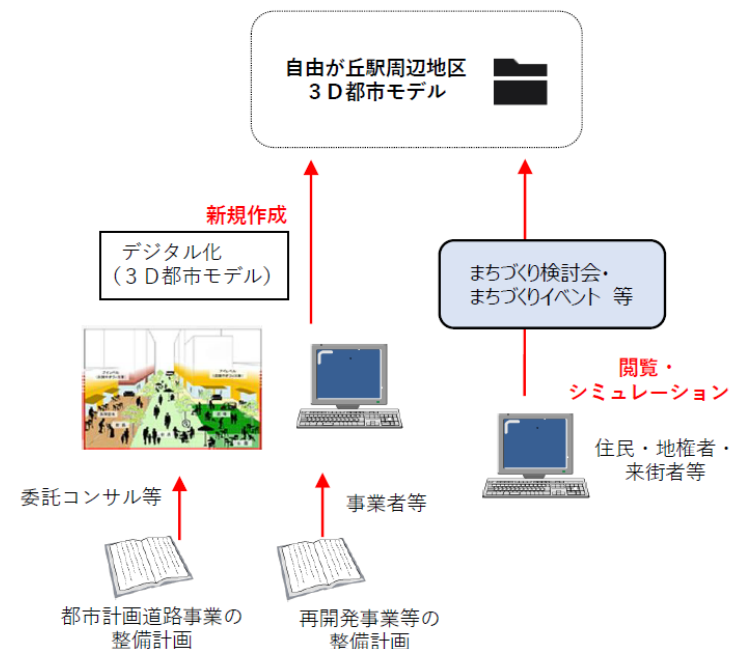 自由が丘駅周辺地区
３Ｄ都市モデル
新規作成
デジタル化
（３Ｄ都市モデル）
まちづくり検討会・
まちづくりイベント 等
閲覧・
シミュレーション
住民・地権者・
来街者等
委託コンサル等
事業者等
都市計画道路事業の
整備計画
再開発事業等の
整備計画